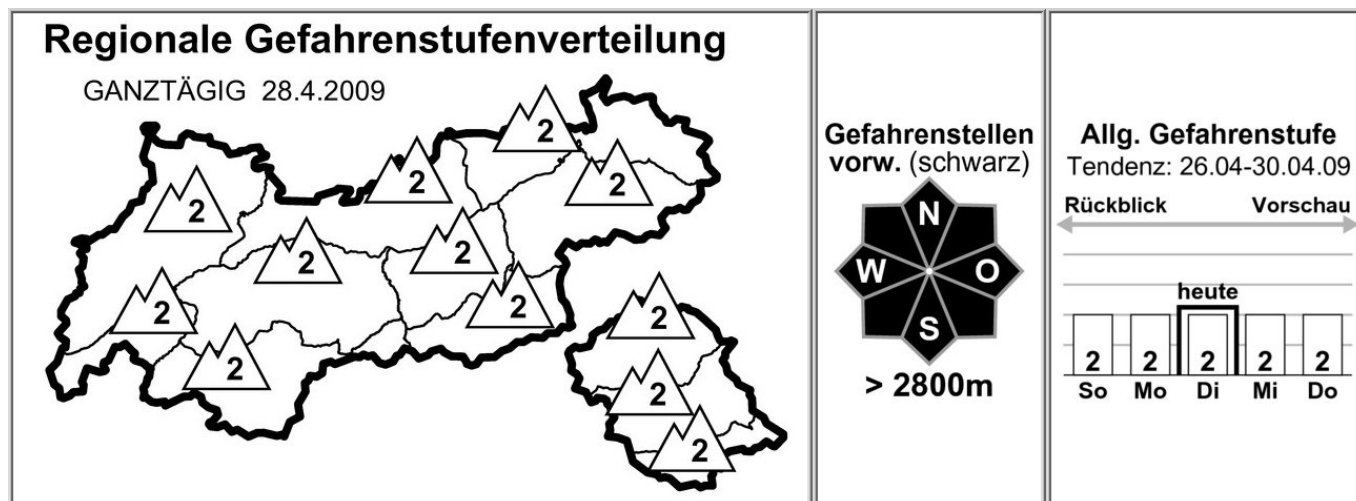 Regionale Gefahrenstufenverteilung
GANZTÄGIG 28.4.2009
2
2
2
2
2
2
2
2
2
2
2
2
Gefahrenstellen
vorw. (schwarz)
N
W O
S
> 2800m
Allg. Gefahrenstufe
Tendenz: 26.04-30.04.09
Rückblick Vorschau
heute
2 2 2 2 2
So Mo Di Mi Do